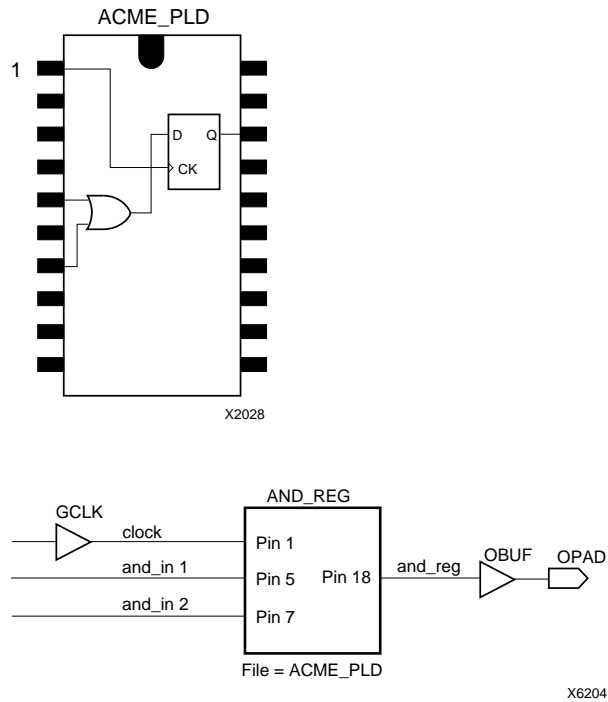 ACME_PLD
1
D Q
CK
X2028
AND_REG
GCLK
clock
Pin 1
and_in 1
Pin 5 Pin 18
and_reg
OBUF
OPAD
and_in 2
Pin 7
File = ACME_PLD
X6204